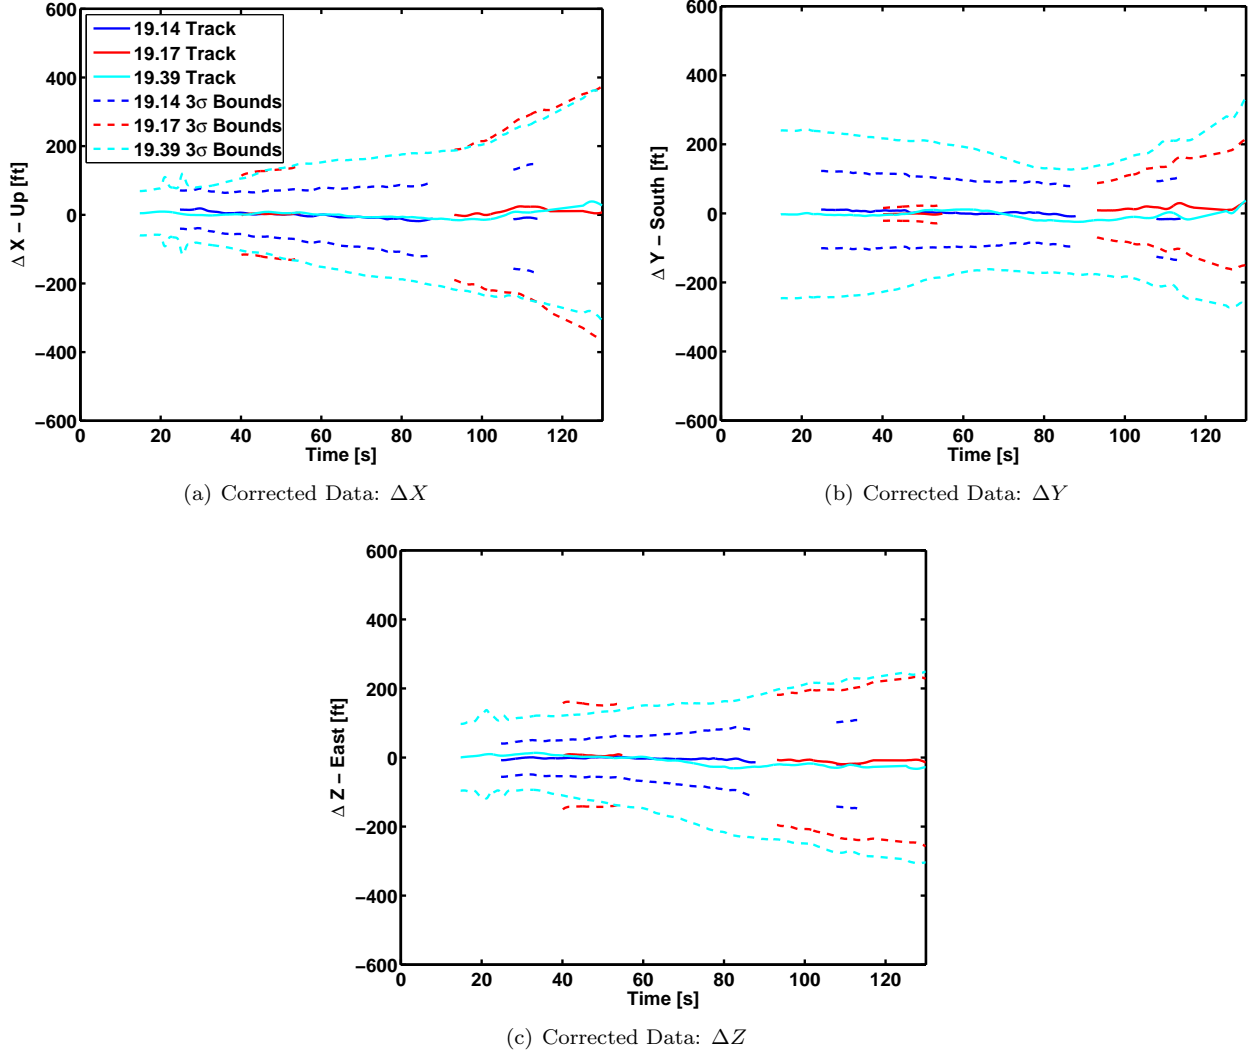 600
400
200
0
−200
−400
−600
Δ X − Up [ft]
19.14 Track
19.17 Track
19.39 Track
19.14 3σ Bounds
19.17 3σ Bounds
19.39 3σ Bounds
0 20 40 60 80 100 120
Time [s]
(a) Corrected Data: ΔX
600
400
200
0
−200
−400
−600
Δ Y − South [ft]
0 20 40 60 80 100 120
Time [s]
(b) Corrected Data: ΔY
600
400
200
0
−200
−400
−600
Δ Z − East [ft]
0 20 40 60 80 100 120
Time [s]
(c) Corrected Data: ΔZ